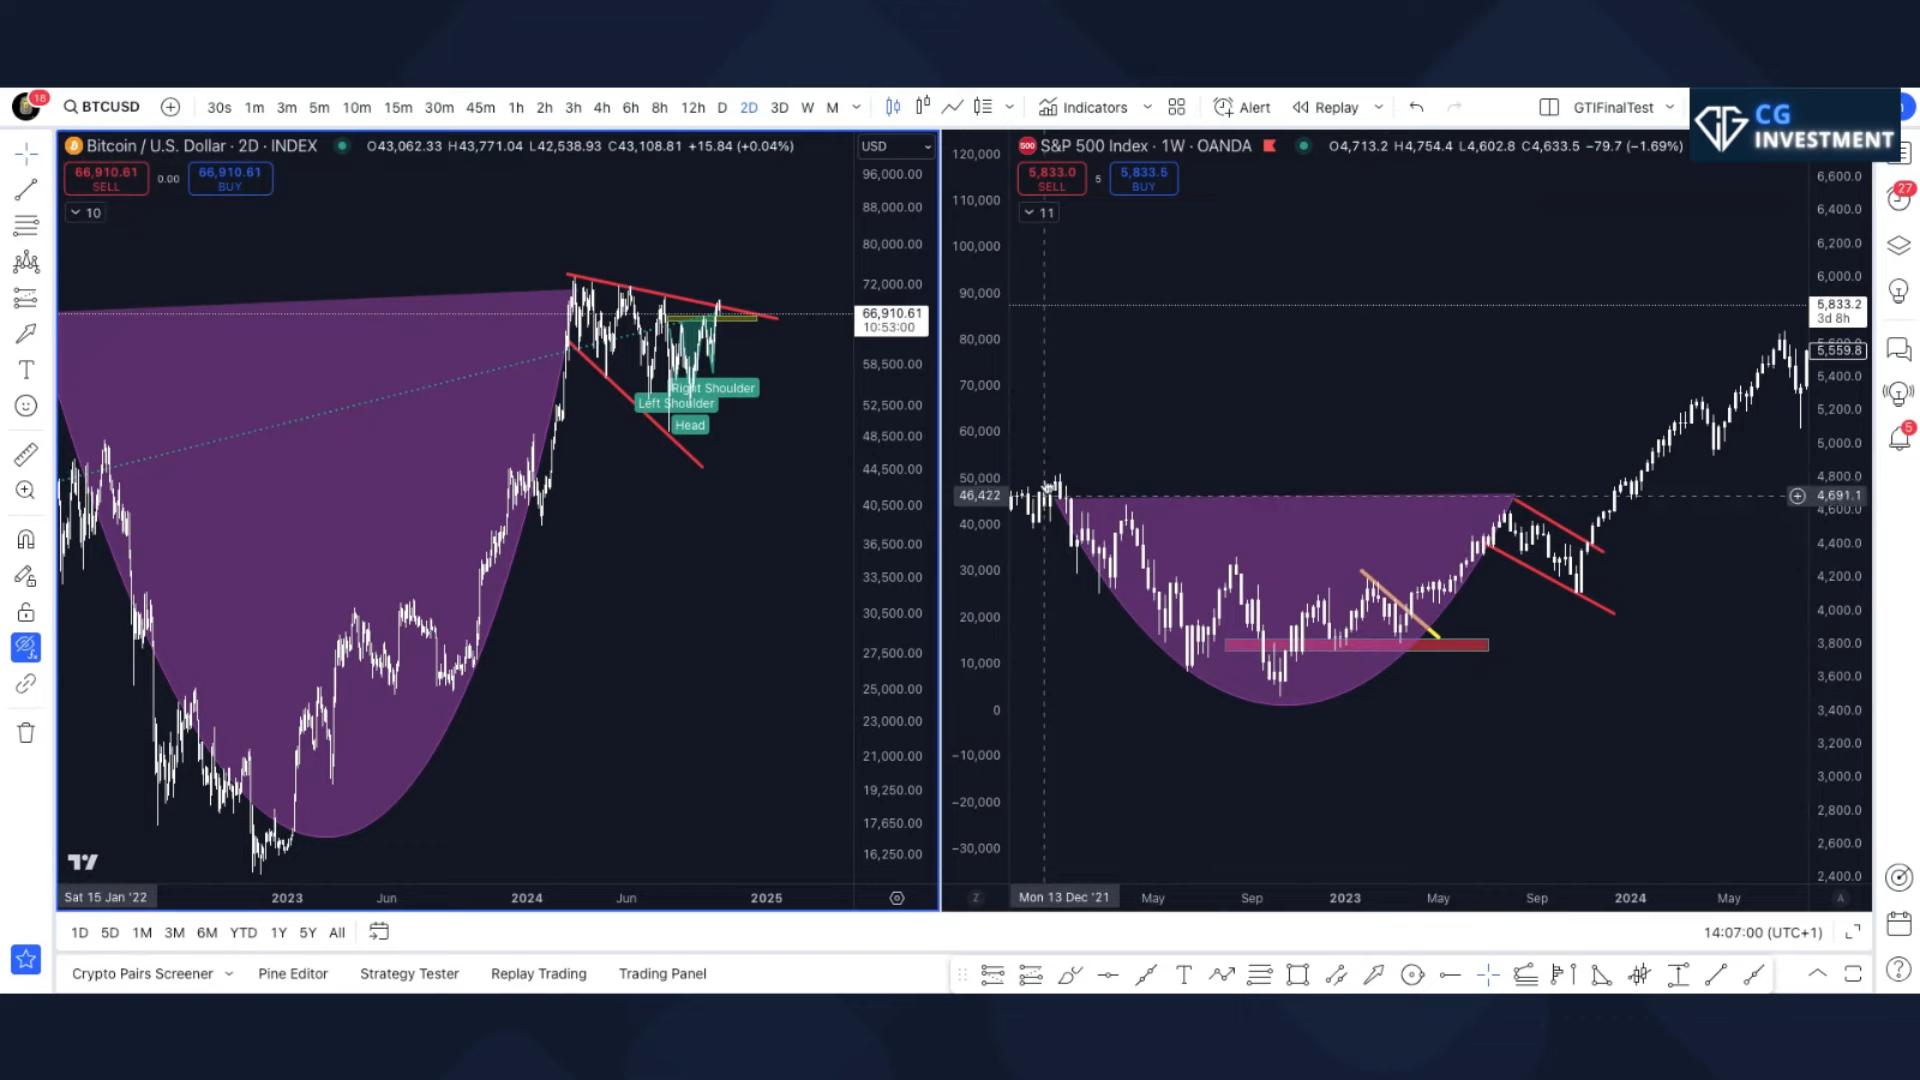 18
BTCUSD
30s 1m 3m 5m 10m 15m 30m 45m 1h 2h 3h 4h 6h 8h 12h D 2D 3D W M
Indicators
Alert
Replay
GTIFinalTest
CG
INVESTMENT
Bitcoin / U.S. Dollar · 2D · INDEX
O43,062.33 H43,771.04 L42,538.93 C43,108.81 +15.84 (+0.04%)
USD
66,910.61
SELL
0.00
66,910.61
BUY
10
96,000.00
88,000.00
80,000.00
72,000.00
66,910.61
10:53:00
58,500.00
52,500.00
48,500.00
44,500.00
40,500.00
36,500.00
33,500.00
30,500.00
27,500.00
25,000.00
23,000.00
21,000.00
19,250.00
17,650.00
16,250.00
Right Shoulder
Left Shoulder
Head
Sat 15 Jan '22
2023
Jun
2024
Jun
2025
500
S&P 500 Index · 1W · OANDA
O4,713.2 H4,754.4 L4,602.8 C4,633.5 −79.7 (−1.69%)
5,833.0
SELL
5
5,833.5
BUY
11
120,000
110,000
100,000
90,000
80,000
70,000
60,000
50,000
46,422
40,000
30,000
20,000
10,000
0
−10,000
−20,000
−30,000
6,600.0
6,400.0
6,200.0
6,000.0
5,833.2
3d 8h
5,559.8
5,400.0
5,200.0
5,000.0
4,800.0
4,691.1
4,600.0
4,400.0
4,200.0
4,000.0
3,800.0
3,600.0
3,400.0
3,200.0
3,000.0
2,800.0
2,600.0
2,400.0
Z
Mon 13 Dec '21
May
Sep
2023
May
Sep
2024
May
A
27
5
1D 5D 1M 3M 6M YTD 1Y 5Y All
14:07:00 (UTC+1)
Crypto Pairs Screener
Pine Editor
Strategy Tester
Replay Trading
Trading Panel